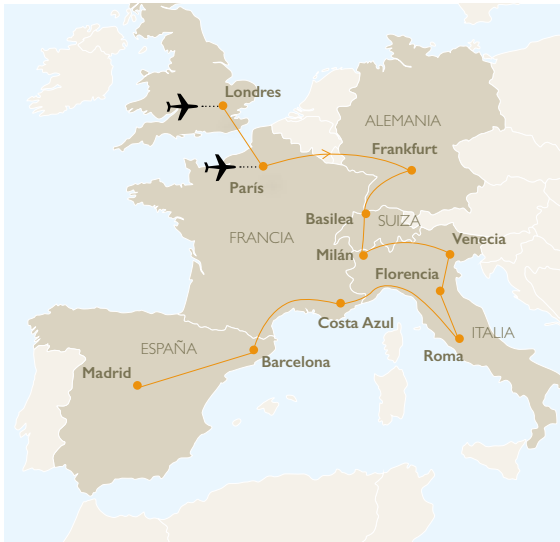 Londres
ALEMANIA
Frankfurt
París
Basilea
SUIZA
FRANCIA
Venecia
Milán
Florencia
Costa Azul
ITALIA
ESPAÑA
Roma
Barcelona
Madrid